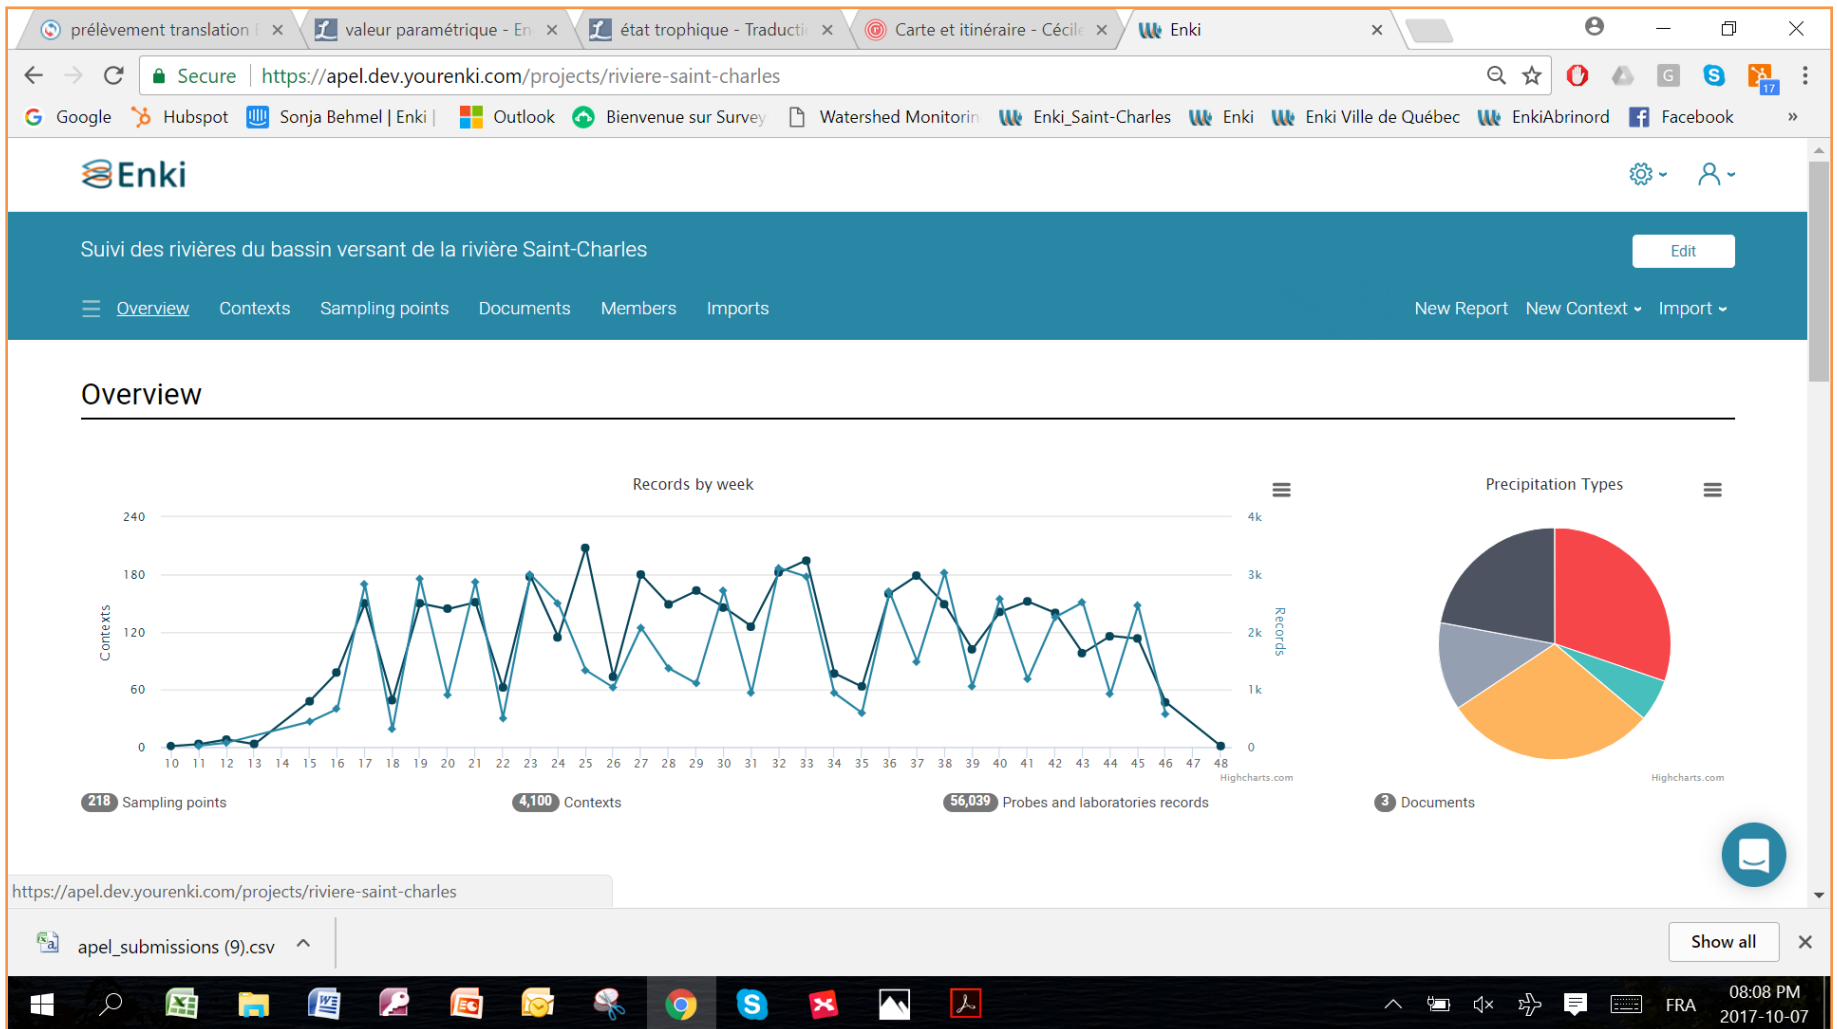 prélèvement translation
valeur paramétrique - En
état trophique - Traducti
Carte et itinéraire - Cécile
Enki
Secure https://apel.dev.yourenki.com/projects/riviere-saint-charles
G
S
17
Google Hubspot Sonja Behmel | Enki | Outlook Bienvenue sur Survey Watershed Monitorin Enki_Saint-Charles Enki Enki Ville de Québec EnkiAbrinord Facebook »
Enki
Suivi des rivières du bassin versant de la rivière Saint-Charles
Edit
Overview Contexts Sampling points Documents Members Imports
New Report New Context Import
Overview
Records by week
Contexts
240
180
120
60
0
4k
3k
2k
1k
0
Records
10 11 12 13 14 15 16 17 18 19 20 21 22 23 24 25 26 27 28 29 30 31 32 33 34 35 36 37 38 39 40 41 42 43 44 45 46 47 48
Highcharts.com
Precipitation Types
Highcharts.com
218 Sampling points
4,100 Contexts
56,039 Probes and laboratories records
3 Documents
https://apel.dev.yourenki.com/projects/riviere-saint-charles
apel_submissions (9).csv
Show all
FRA
08:08 PM
2017-10-07